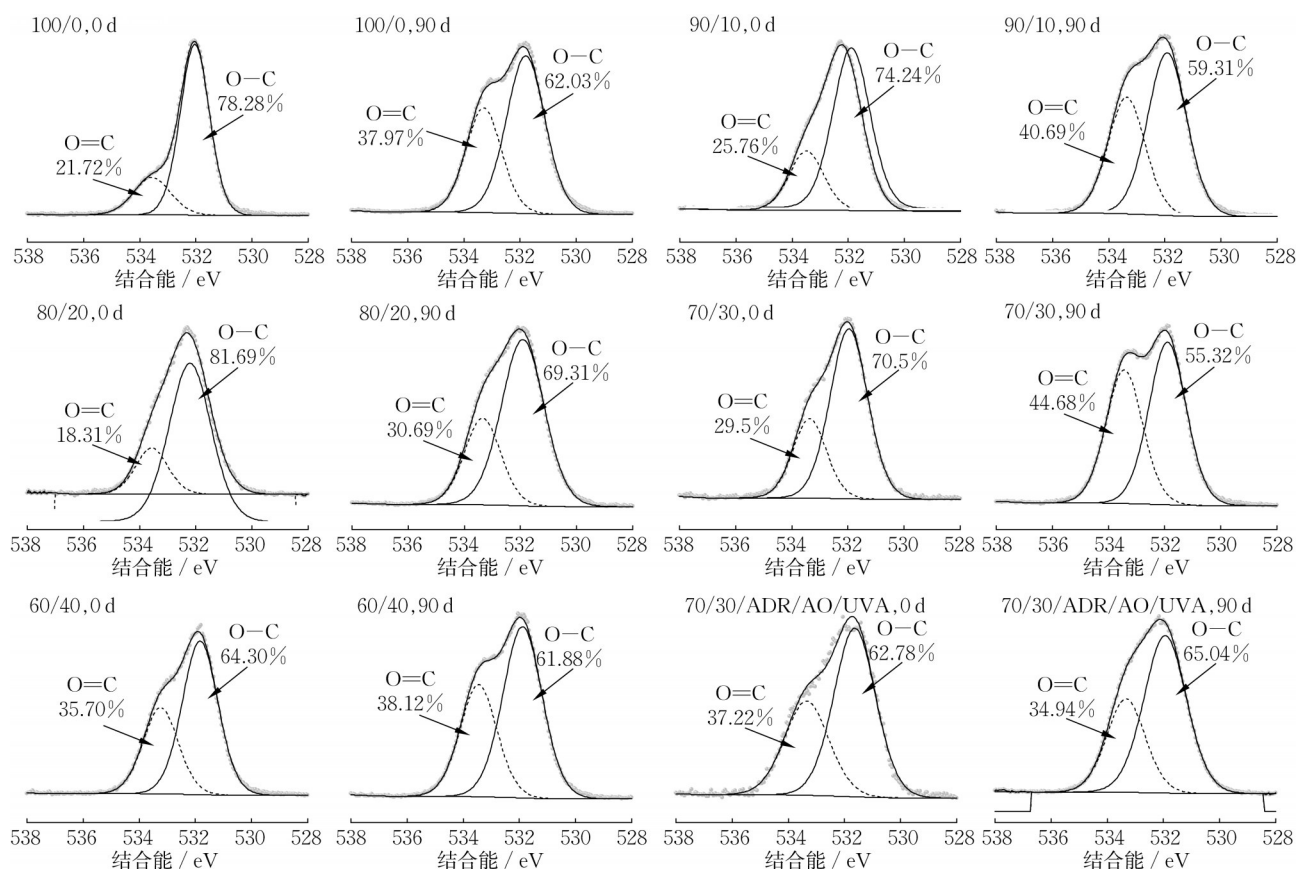 100/0,0 d
O−C
78.28%
O=C
21.72%
538 536 534 532 530 528
结合能 / eV
100/0,90 d
O−C
62.03%
O=C
37.97%
538 536 534 532 530 528
结合能 / eV
90/10,0 d
O−C
74.24%
O=C
25.76%
538 536 534 532 530 528
结合能 / eV
90/10,90 d
O−C
59.31%
O=C
40.69%
538 536 534 532 530 528
结合能 / eV
80/20,0 d
O−C
81.69%
O=C
18.31%
538 536 534 532 530 528
结合能 / eV
80/20,90 d
O−C
69.31%
O=C
30.69%
538 536 534 532 530 528
结合能 / eV
70/30,0 d
O−C
70.5%
O=C
29.5%
538 536 534 532 530 528
结合能 / eV
70/30,90 d
O−C
55.32%
O=C
44.68%
538 536 534 532 530 528
结合能 / eV
60/40,0 d
O−C
64.30%
O=C
35.70%
538 536 534 532 530 528
结合能 / eV
60/40,90 d
O−C
61.88%
O=C
38.12%
538 536 534 532 530 528
结合能 / eV
70/30/ADR/AO/UVA,0 d
O−C
62.78%
O=C
37.22%
538 536 534 532 530 528
结合能 / eV
70/30/ADR/AO/UVA,90 d
O−C
65.04%
O=C
34.94%
538 536 534 532 530 528
结合能 / eV